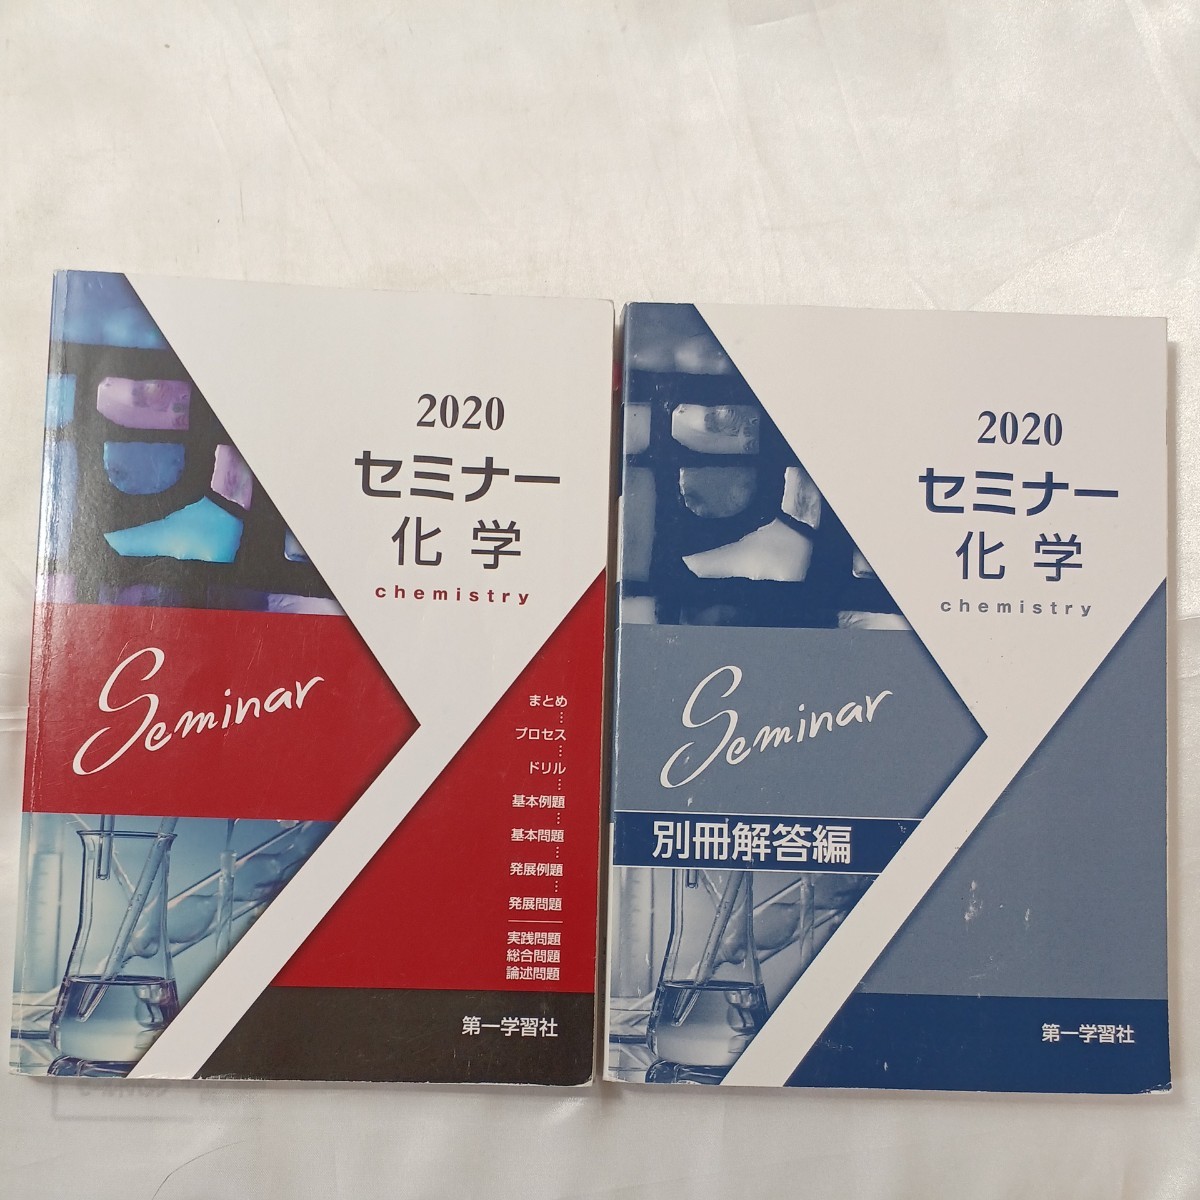 2020
セミナー
化学
chemistry
Seminar
まとめ
プロセス
ドリル
基本例題
基本問題
発展例題
発展問題
実践問題
総合問題
論述問題
第一学習社
2020
セミナー
化学
chemistry
Seminar
別冊解答編
第一学習社